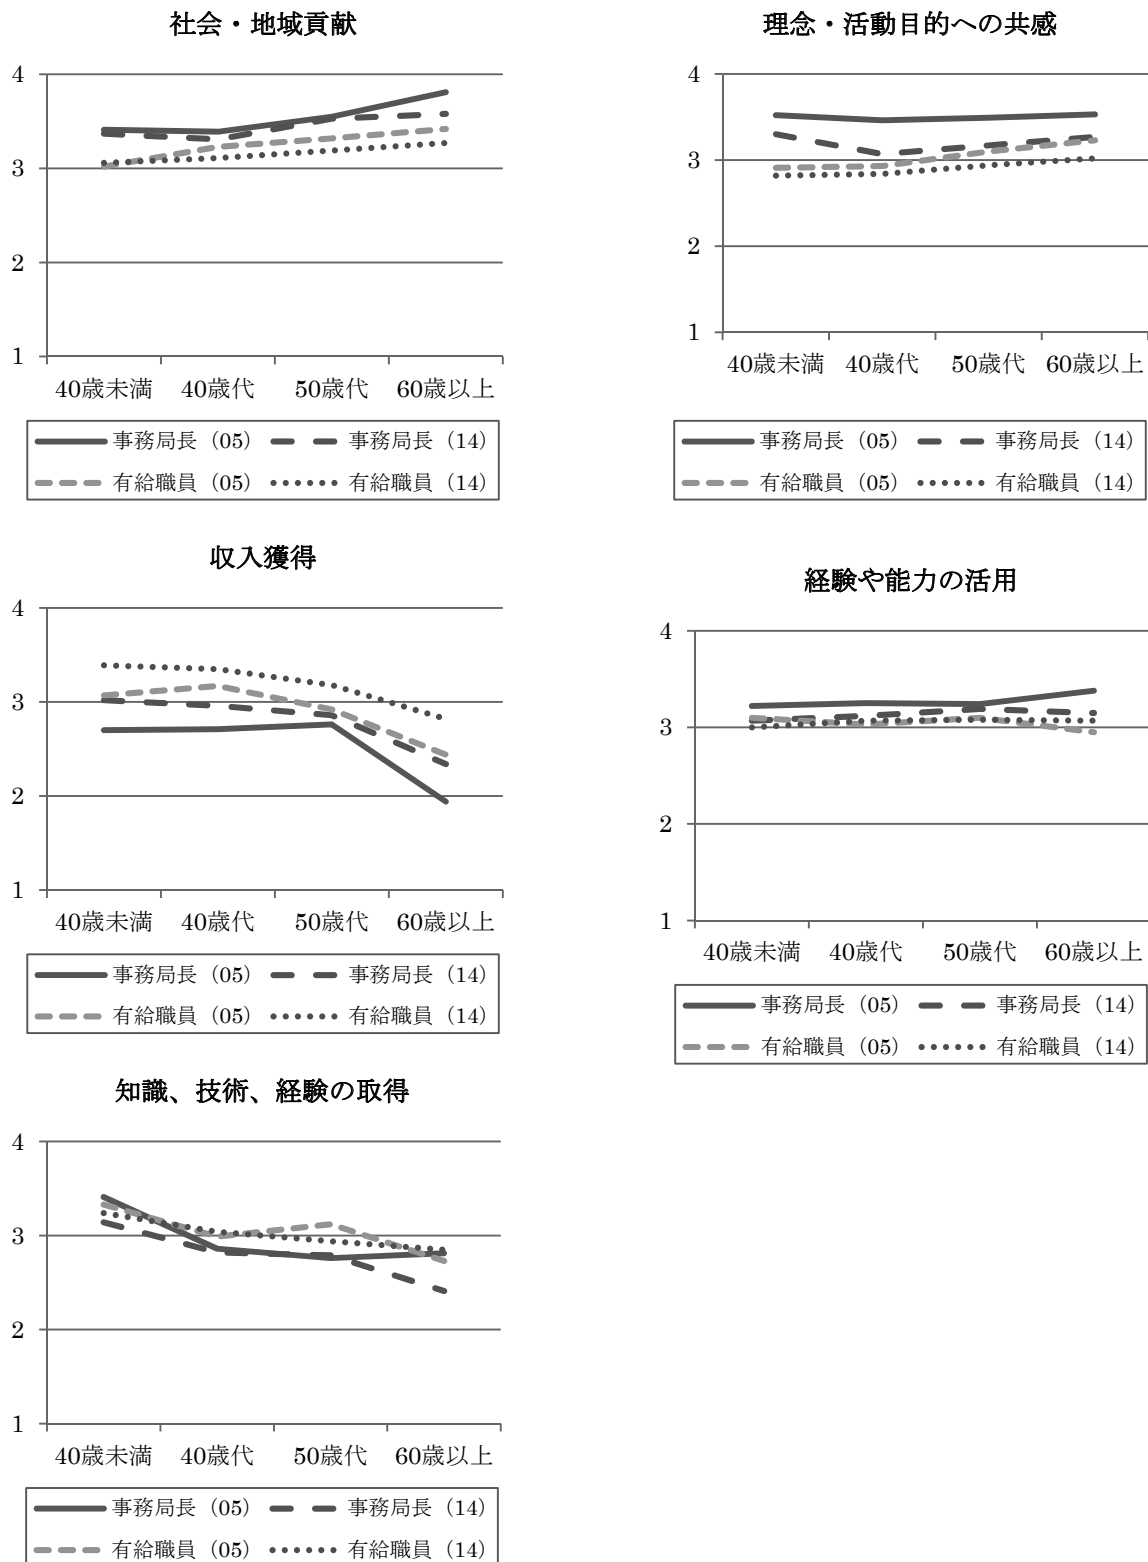 社会・地域貢献
4
3
2
1
40歳未満 40歳代 50歳代 60歳以上
事務局長（05） 事務局長（14）
有給職員（05） 有給職員（14）
理念・活動目的への共感
4
3
2
1
40歳未満 40歳代 50歳代 60歳以上
事務局長（05） 事務局長（14）
有給職員（05） 有給職員（14）
収入獲得
4
3
2
1
40歳未満 40歳代 50歳代 60歳以上
事務局長（05） 事務局長（14）
有給職員（05） 有給職員（14）
経験や能力の活用
4
3
2
1
40歳未満 40歳代 50歳代 60歳以上
事務局長（05） 事務局長（14）
有給職員（05） 有給職員（14）
知識、技術、経験の取得
4
3
2
1
40歳未満 40歳代 50歳代 60歳以上
事務局長（05） 事務局長（14）
有給職員（05） 有給職員（14）